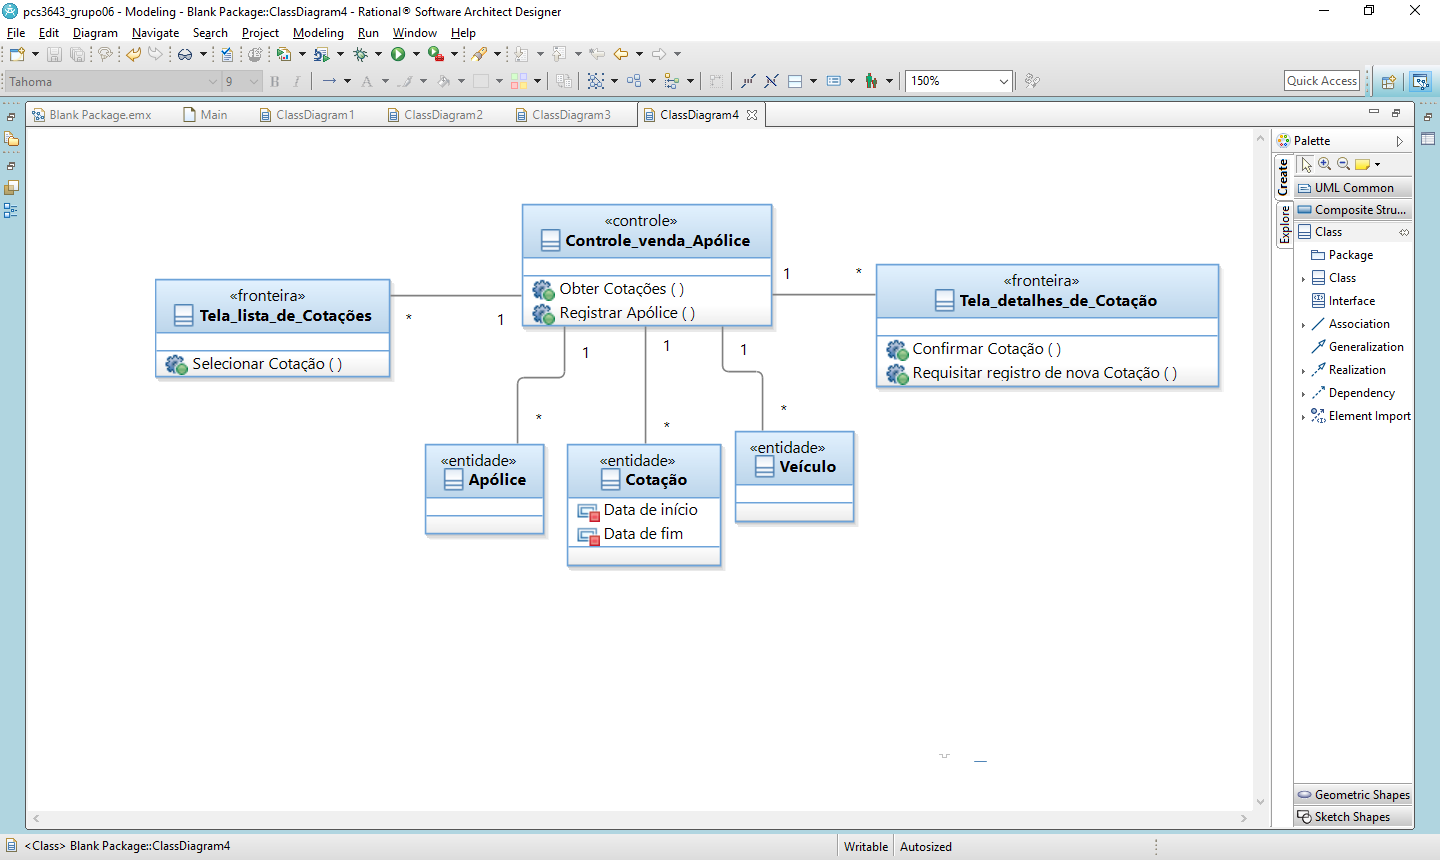 pcs3643_grupo06 - Modeling - Blank Package::ClassDiagram4 - Rational® Software Architect Designer
File Edit Diagram Navigate Search Project Modeling Run Window Help
Tahoma 9 B I A 150% Quick Access
Blank Package.emx Main ClassDiagram1 ClassDiagram2 ClassDiagram3 ClassDiagram4
«controle»
Controle_venda_Apólice
Obter Cotações ( )
Registrar Apólice ( )
«fronteira»
Tela_lista_de_Cotações
Selecionar Cotação ( )
* 1
1 *
«fronteira»
Tela_detalhes_de_Cotação
Confirmar Cotação ( )
Requisitar registro de nova Cotação ( )
1 1 1
* * *
«entidade»
Apólice
«entidade»
Cotação
Data de início
Data de fim
«entidade»
Veículo
Palette
Create
Explore
UML Common
Composite Stru...
Class
Package
Class
Interface
Association
Generalization
Realization
Dependency
Element Import
Geometric Shapes
Sketch Shapes
<Class> Blank Package::ClassDiagram4
Writable
Autosized